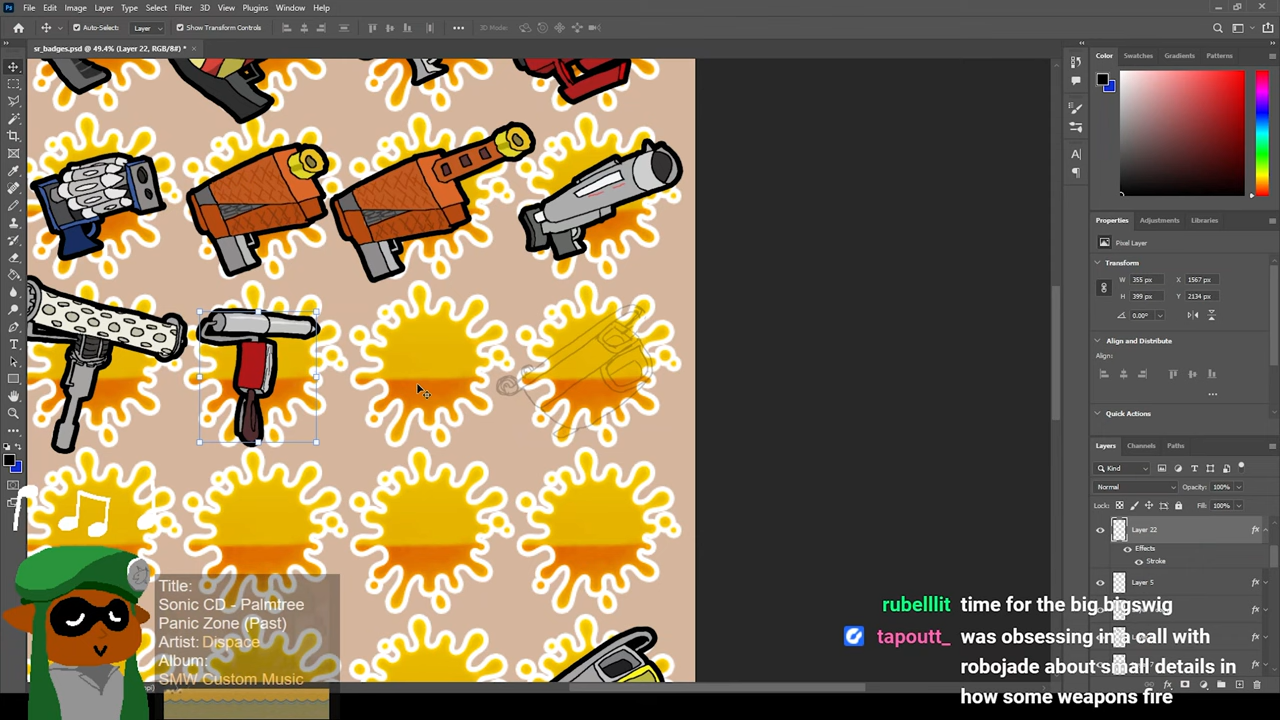 File Edit Image Layer Type Select Filter 3D View Plugins Window Help
Auto-Select: Layer Show Transform Controls 3D Mode:
sr_badges.psd @ 49.4% (Layer 22, RGB/8#) *
Color Swatches Gradients Patterns
Properties Adjustments Libraries
Pixel Layer
Transform
W 355 px X 1567 px
H 399 px Y 2134 px
0.00°
Align and Distribute
Align:
Quick Actions
Layers Channels Paths
Kind
Normal Opacity: 100%
Lock: Fill: 100%
Layer 22 fx
Effects
Stroke
Layer 5 fx
Title:
Sonic CD - Palmtree
Panic Zone (Past)
Artist: Dispace
Album:
SMW Custom Music
rubelllit time for the big bigswig
tapoutt_ was obsessing in a call with
robojade about small details in
how some weapons fire